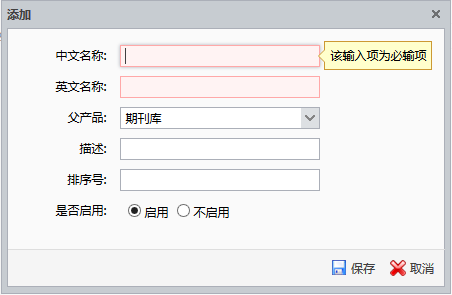 添加
中文名称:
该输入项为必输项
英文名称:
父产品: 期刊库
描述:
排序号:
是否启用: 启用 不启用
保存 取消